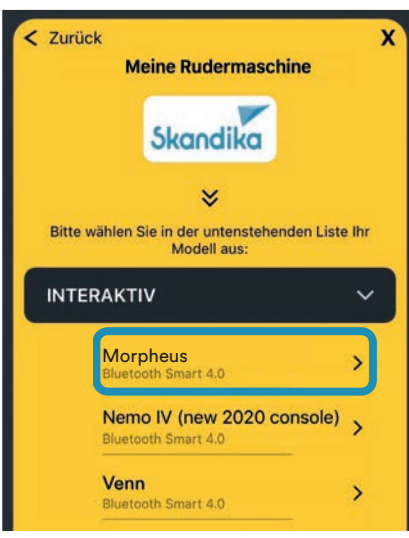 < Zurück X
Meine Rudermaschine
Skandika
Bitte wählen Sie in der untenstehenden Liste Ihr
Modell aus:
INTERAKTIV
Morpheus
Bluetooth Smart 4.0
Nemo IV (new 2020 console)
Bluetooth Smart 4.0
Venn
Bluetooth Smart 4.0